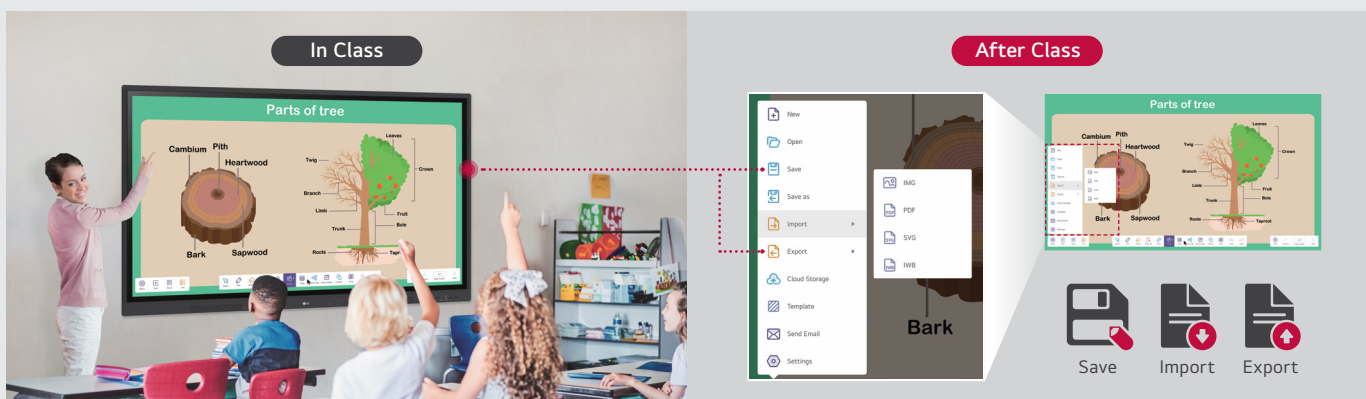 In Class
Parts of tree
Cambium
Pith
Heartwood
Bark
Sapwood
Leaves
Twig
Crown
Branch
Limb
Fruit
Trunk
Bole
Roots
LG
After Class
New
Open
Save
Save as
Import
Export
Cloud Storage
Template
Send Email
Settings
IMG
PDF
SVG
IWB
Bark
Parts of tree
Cambium
Pith
Heartwood
Bark
Sapwood
Leaves
Twig
Crown
Branch
Limb
Fruit
Trunk
Bole
Roots
Taproot
Save
Import
Export